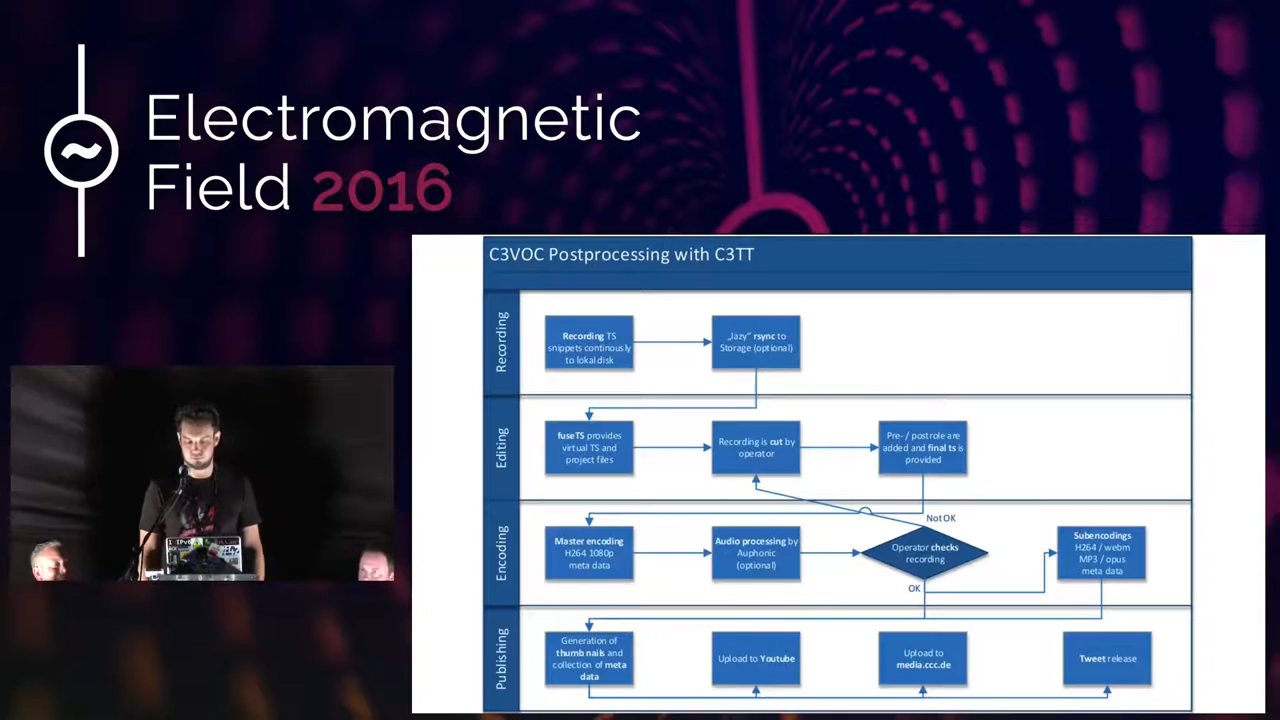 Electromagnetic
Field 2016
C3VOC Postprocessing with C3TT
Recording
Recording TS
snippets continously
to lokal disk
„lazy" rsync to
Storage (optional)
Editing
fuseTS provides
virtual TS and
project files
Recording is cut by
operator
Pre- / postrole are
added and final ts is
provided
Encoding
Master encoding
H264 1080p
meta data
Audio processing by
Auphonic
(optional)
Operator checks
recording
Not OK
OK
Subencodings
H264 / webm
MP3 / opus
meta data
Publishing
Generation of
thumbnails and
collection of meta
data
Upload to Youtube
Upload to
media.ccc.de
Tweet release